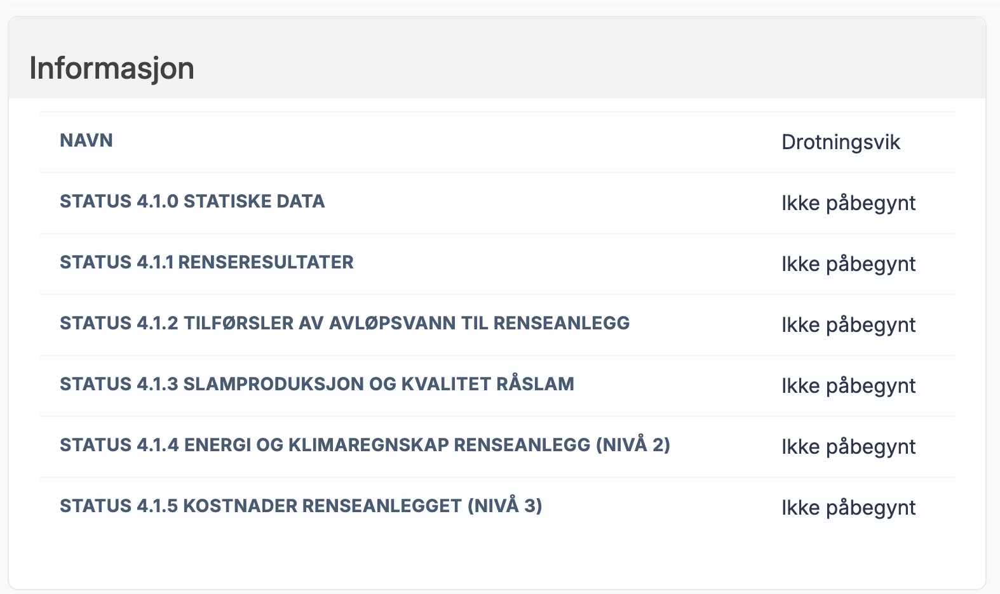 Informasjon
NAVN Drotningsvik
STATUS 4.1.0 STATISKE DATA Ikke påbegynt
STATUS 4.1.1 RENSERESULTATER Ikke påbegynt
STATUS 4.1.2 TILFØRSLER AV AVLØPSVANN TIL RENSEANLEGG Ikke påbegynt
STATUS 4.1.3 SLAMPRODUKSJON OG KVALITET RÅSLAM Ikke påbegynt
STATUS 4.1.4 ENERGI OG KLIMAREGNSKAP RENSEANLEGG (NIVÅ 2) Ikke påbegynt
STATUS 4.1.5 KOSTNADER RENSEANLEGGET (NIVÅ 3) Ikke påbegynt